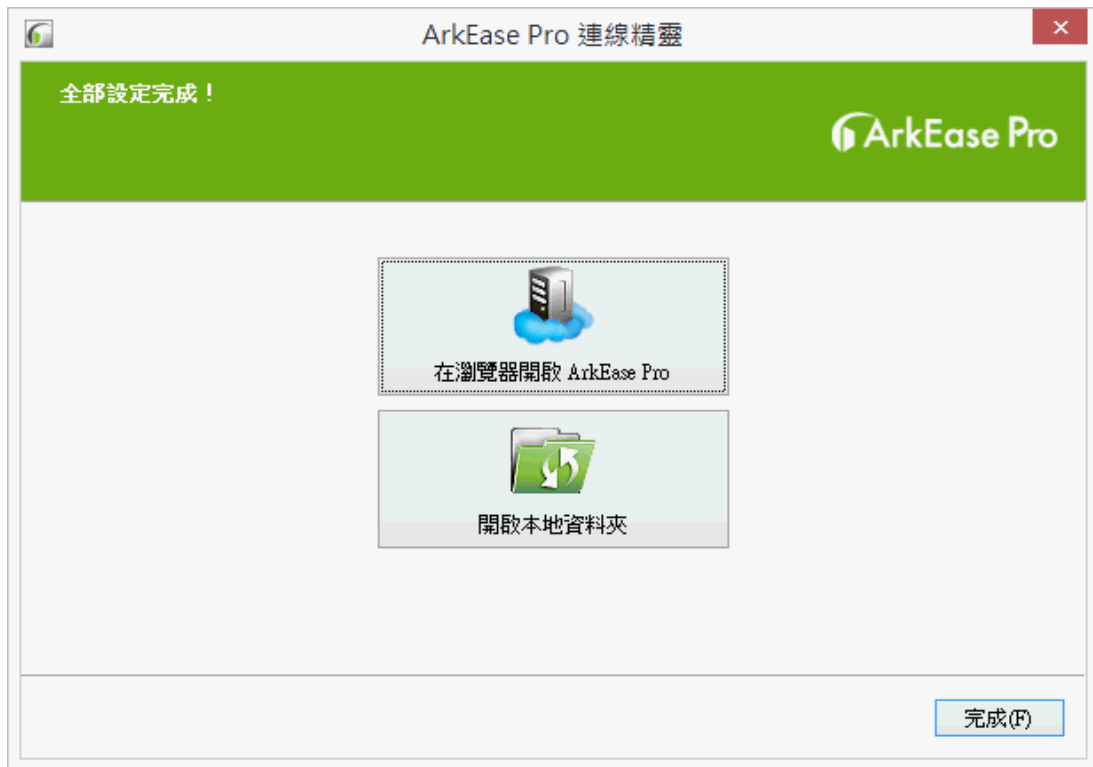 ArkEase Pro 連線精靈
全部設定完成！
ArkEase Pro
在瀏覽器開啟 ArkEase Pro
開啟本地資料夾
完成(F)